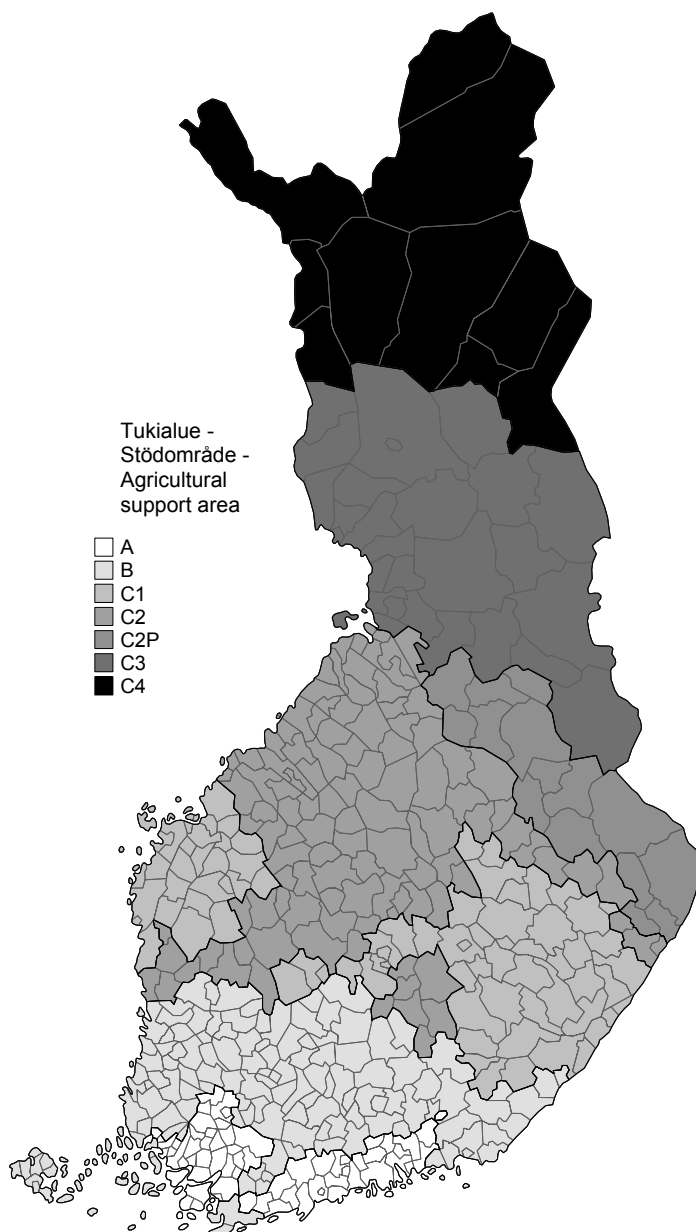 Tukialue -
Stödområde -
Agricultural
support area
A
B
C1
C2
C2P
C3
C4